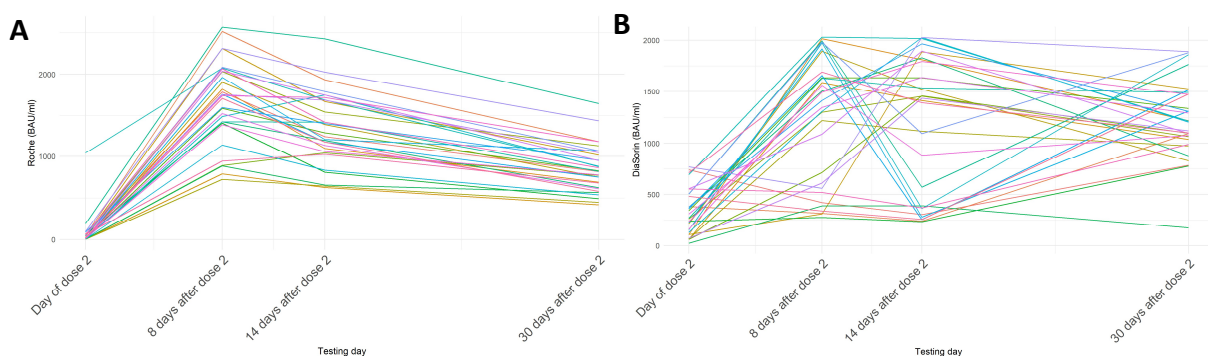 A
Roche (BAU/ml)
2000
1000
0
Day of dose 2
8 days after dose 2
14 days after dose 2
30 days after dose 2
Testing day
B
DiaSorin (BAU/ml)
2000
1500
1000
500
0
Day of dose 2
8 days after dose 2
14 days after dose 2
30 days after dose 2
Testing day